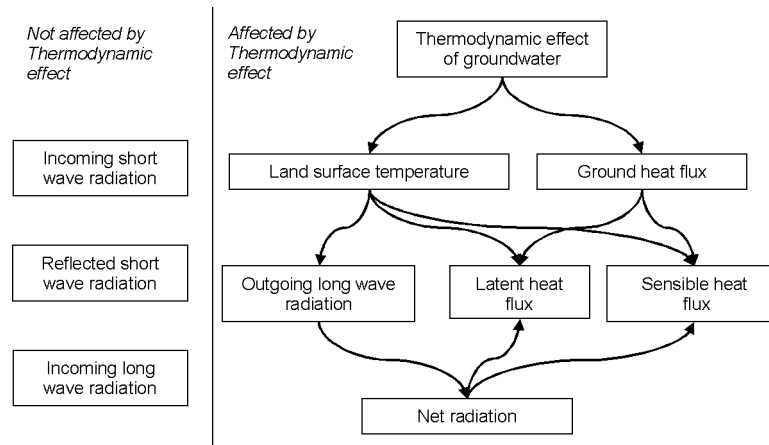 Not affected by
Thermodynamic
effect
Incoming short
wave radiation
Reflected short
wave radiation
Incoming long
wave radiation
Affected by
Thermodynamic
effect
Thermodynamic effect
of groundwater
Land surface temperature
Ground heat flux
Outgoing long wave
radiation
Latent heat
flux
Sensible heat
flux
Net radiation